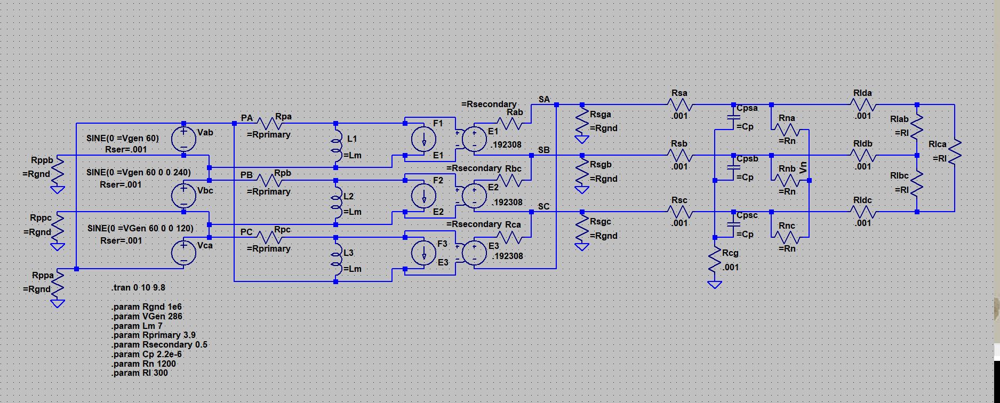 Rsa
.001
Rlda
.001
=Rsecondary
Rab
SA
Cpsa
=Cp
Rna
=Rn
Rlab
=Rl
PA
Rpa
=Rprimary
F1
E1
E1
.192308
Rsga
=Rgnd
Vab
SINE(0 =Vgen 60)
Rser=.001
L1
=Lm
SB
Rsb
.001
Rldb
.001
Rlca
=Rl
Rppb
=Rgnd
SINE(0 =Vgen 60 0 0 240)
Rser=.001
Vbc
PB
Rpb
=Rprimary
=Rsecondary
Rbc
F2
E2
E2
.192308
Rsgb
=Rgnd
Cpsb
=Cp
Rnb
=Rn
Vn
Rlbc
=Rl
L2
=Lm
SC
Rsc
.001
Rldc
.001
Rppc
=Rgnd
SINE(0 =VGen 60 0 0 120)
Rser=.001
Vca
PC
Rpc
=Rprimary
=Rsecondary
Rca
F3
E3
E3
.192308
Rsgc
=Rgnd
Cpsc
=Cp
Rnc
=Rn
L3
=Lm
Rcg
.001
Rppa
=Rgnd
.tran 0 10 9.8
.param Rgnd 1e6
.param VGen 286
.param Lm 7
.param Rprimary 3.9
.param Rsecondary 0.5
.param Cp 2.2e-6
.param Rn 1200
.param Rl 300